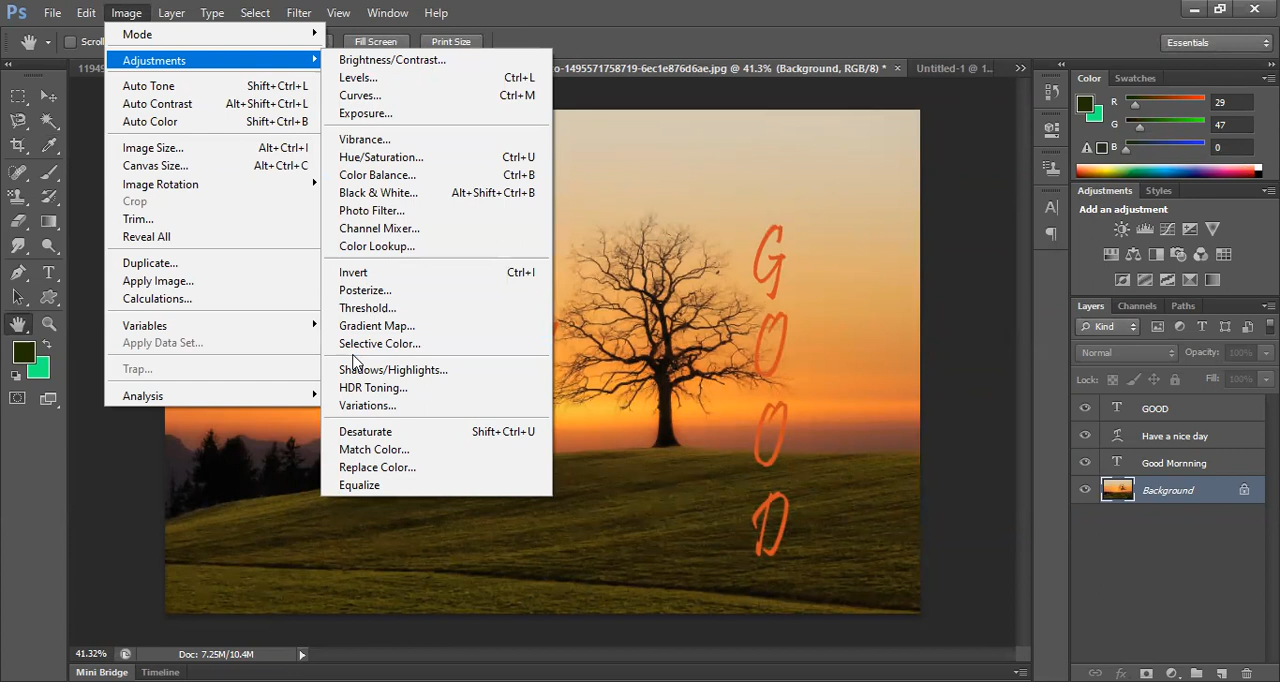 Ps File Edit Image Layer Type Select Filter View Window Help
Fill Screen Print Size Essentials
Mode
Adjustments
Auto Tone Shift+Ctrl+L
Auto Contrast Alt+Shift+Ctrl+L
Auto Color Shift+Ctrl+B
Image Size... Alt+Ctrl+I
Canvas Size... Alt+Ctrl+C
Image Rotation
Crop
Trim...
Reveal All
Duplicate...
Apply Image...
Calculations...
Variables
Apply Data Set...
Trap...
Analysis
Brightness/Contrast...
Levels... Ctrl+L
Curves... Ctrl+M
Exposure...
Vibrance...
Hue/Saturation... Ctrl+U
Color Balance... Ctrl+B
Black & White... Alt+Shift+Ctrl+B
Photo Filter...
Channel Mixer...
Color Lookup...
Invert Ctrl+I
Posterize...
Threshold...
Gradient Map...
Selective Color...
Shadows/Highlights...
HDR Toning...
Variations...
Desaturate Shift+Ctrl+U
Match Color...
Replace Color...
Equalize
o-1495571758719-6ec1e876d6ae.jpg @ 41.3% (Background, RGB/8) * × Untitled-1 @ 1...
G
O
O
D
Color Swatches
R 29
G 47
B 0
Adjustments Styles
Add an adjustment
Layers Channels Paths
Kind
Normal Opacity: 100%
Lock: Fill: 100%
GOOD
Have a nice day
Good Mornning
Background
41.32% Doc: 7.25M/10.4M
Mini Bridge Timeline